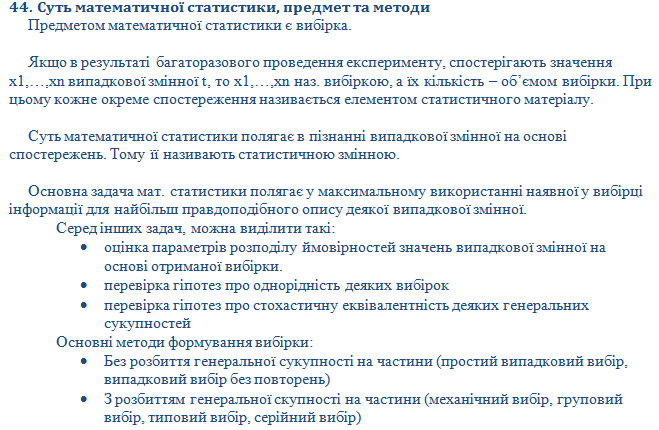 44. Суть математичної статистики, предмет та методи
Предметом математичної статистики є вибірка.
Якщо в результаті багаторазового проведення експерименту, спостерігають значення
x1,…,xn випадкової змінної t, то x1,…,xn наз. вибіркою, а їх кількість – об'ємом вибірки. При
цьому кожне окреме спостереження називається елементом статистичного матеріалу.
Суть математичної статистики полягає в пізнанні випадкової змінної на основі
спостережень. Тому її називають статистичною змінною.
Основна задача мат. статистики полягає у максимальному використанні наявної у вибірці
інформації для найбільш правдоподібного опису деякої випадкової змінної.
Серед інших задач, можна виділити такі:
• оцінка параметрів розподілу ймовірностей значень випадкової змінної на
основі отриманої вибірки.
• перевірка гіпотез про однорідність деяких вибірок
• перевірка гіпотез про стохастичну еквівалентність деяких генеральних
сукупностей
Основні методи формування вибірки:
• Без розбиття генеральної сукупності на частини (простий випадковий вибір,
випадковий вибір без повторень)
• З розбиттям генеральної скупності на частини (механічний вибір, груповий
вибір, типовий вибір, серійний вибір)